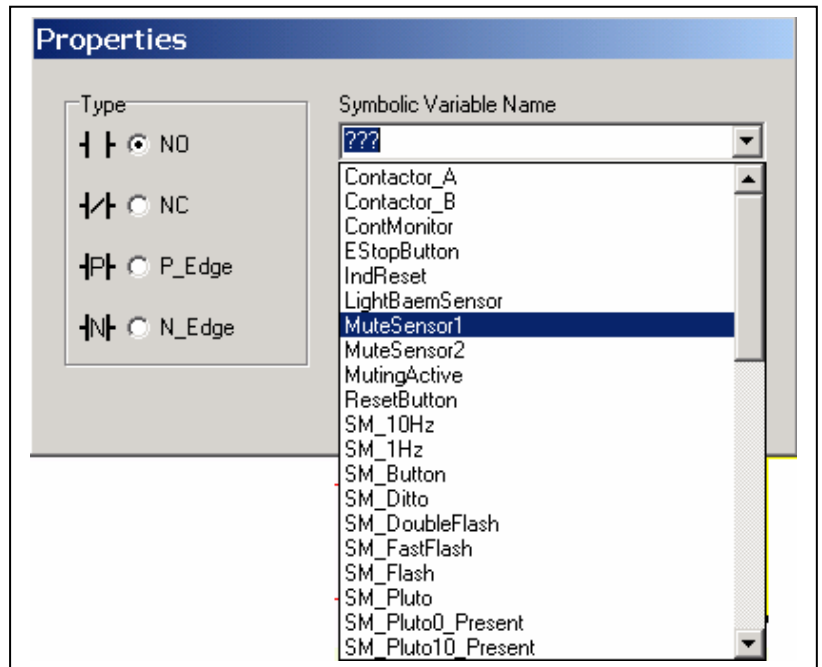 Properties
Type
NO
NC
P_Edge
N_Edge
Symbolic Variable Name
???
Contactor_A
Contactor_B
ContMonitor
EStopButton
IndReset
LightBaemSensor
MuteSensor1
MuteSensor2
MutingActive
ResetButton
SM_10Hz
SM_1Hz
SM_Button
SM_Ditto
SM_DoubleFlash
SM_FastFlash
SM_Flash
SM_Pluto
SM_Pluto0_Present
SM_Pluto10_Present